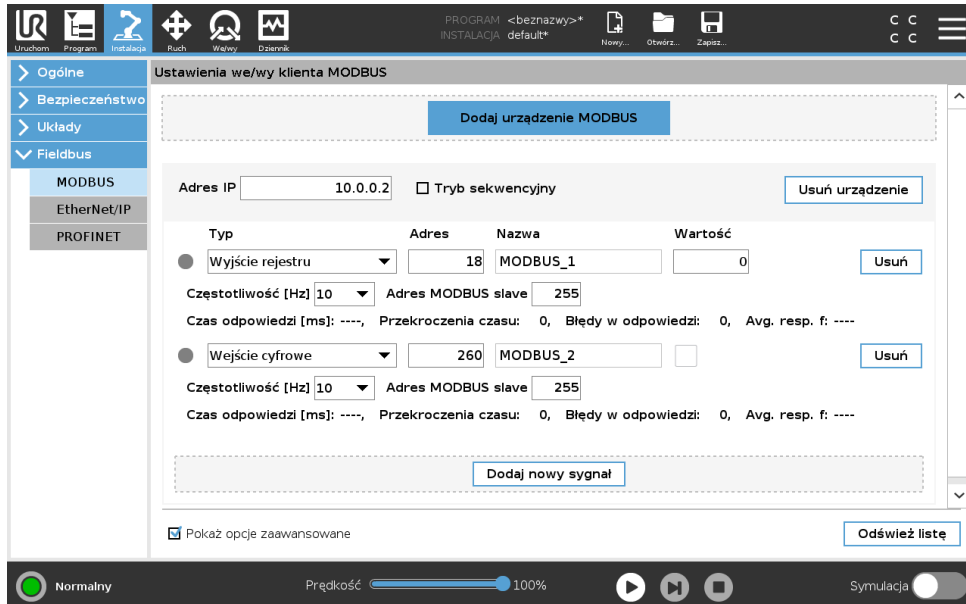 UR
PROGRAM <beznazwy>*
INSTALACJA default*
C C
C C
Uruchom Program Instalacja Ruch We/wy Dziennik Nowy... Otwórz... Zapisz...
Ogólne
Bezpieczeństwo
Układy
Fieldbus
MODBUS
EtherNet/IP
PROFINET
Ustawienia we/wy klienta MODBUS
Dodaj urządzenie MODBUS
Adres IP 10.0.0.2 Tryb sekwencyjny Usuń urządzenie
Typ Adres Nazwa Wartość
Wyjście rejestru 18 MODBUS_1 0 Usuń
Częstotliwość [Hz] 10 Adres MODBUS slave 255
Czas odpowiedzi [ms]: ----, Przekroczenia czasu: 0, Błędy w odpowiedzi: 0, Avg. resp. f: ----
Wejście cyfrowe 260 MODBUS_2 Usuń
Częstotliwość [Hz] 10 Adres MODBUS slave 255
Czas odpowiedzi [ms]: ----, Przekroczenia czasu: 0, Błędy w odpowiedzi: 0, Avg. resp. f: ----
Dodaj nowy sygnał
Pokaż opcje zaawansowane Odśwież listę
Normalny Prędkość 100% Symulacja